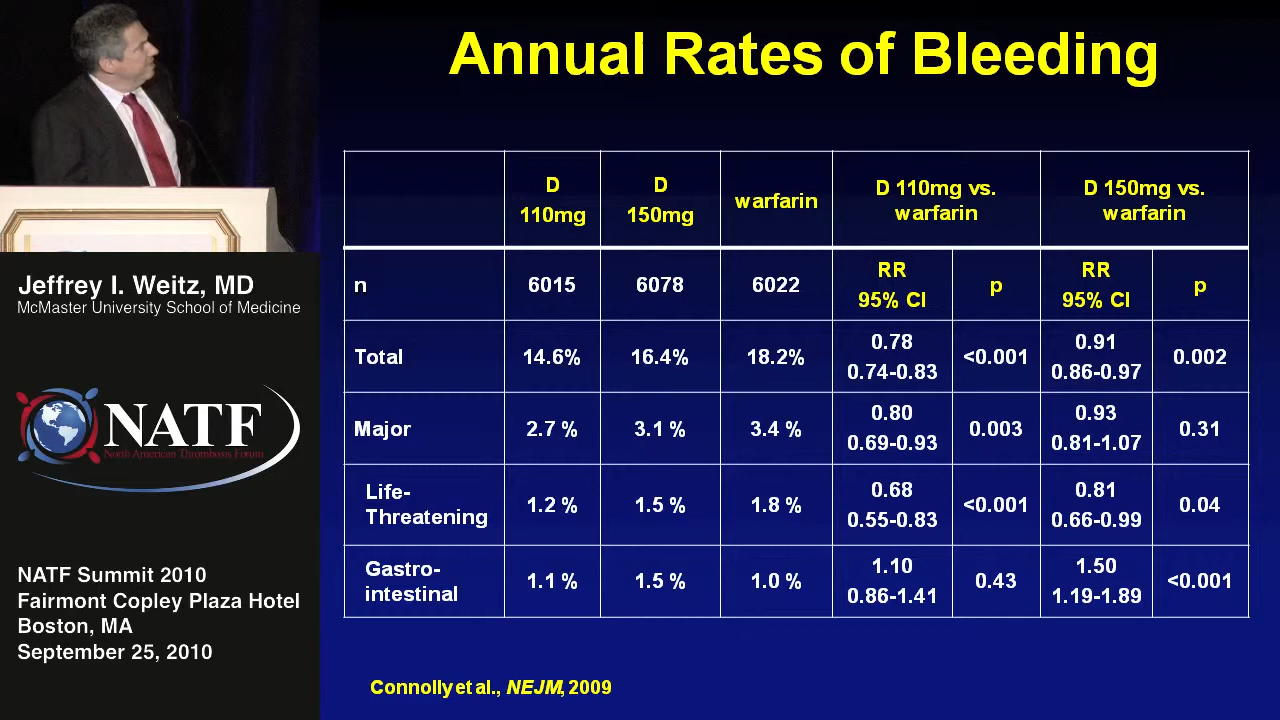 Annual Rates of Bleeding
D
110mg
D
150mg
warfarin
D 110mg vs.
warfarin
D 150mg vs.
warfarin
n
6015
6078
6022
RR
95% CI
p
RR
95% CI
p
Total
14.6%
16.4%
18.2%
0.78
0.74-0.83
<0.001
0.91
0.86-0.97
0.002
Major
2.7 %
3.1 %
3.4 %
0.80
0.69-0.93
0.003
0.93
0.81-1.07
0.31
Life-
Threatening
1.2 %
1.5 %
1.8 %
0.68
0.55-0.83
<0.001
0.81
0.66-0.99
0.04
Gastro-
intestinal
1.1 %
1.5 %
1.0 %
1.10
0.86-1.41
0.43
1.50
1.19-1.89
<0.001
Connolly et al., NEJM, 2009
Jeffrey I. Weitz, MD
McMaster University School of Medicine
NATF
North American Thrombosis Forum
NATF Summit 2010
Fairmont Copley Plaza Hotel
Boston, MA
September 25, 2010